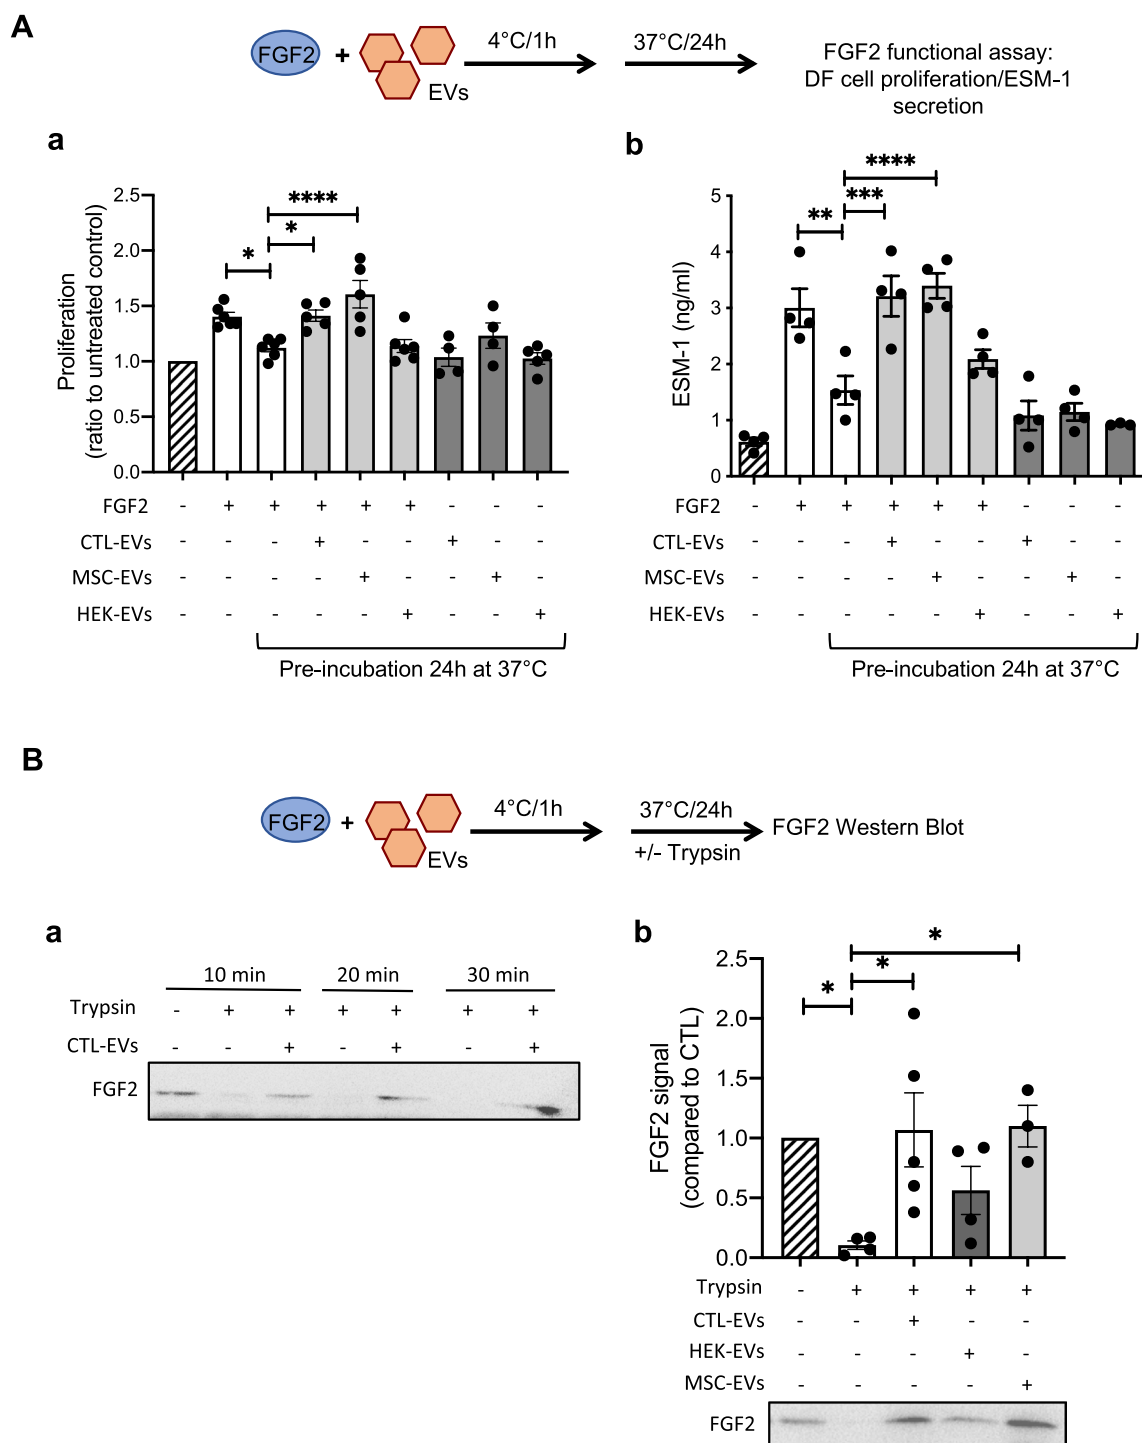 A
FGF2 + EVs 4°C/1h 37°C/24h FGF2 functional assay:
DF cell proliferation/ESM-1
secretion
a
Proliferation
(ratio to untreated control)
2.5
2.0
1.5
1.0
0.5
0.0
* * ****
FGF2 - + + + + + - - -
CTL-EVs - - - + - - + - -
MSC-EVs - - - - + - - + -
HEK-EVs - - - - - + - - +
Pre-incubation 24h at 37°C
b
ESM-1 (ng/ml)
5
4
3
2
1
0
** *** ****
FGF2 - + + + + + - - -
CTL-EVs - - - + - - + - -
MSC-EVs - - - - + - - + -
HEK-EVs - - - - - + - - +
Pre-incubation 24h at 37°C
B
FGF2 + EVs 4°C/1h 37°C/24h FGF2 Western Blot
+/- Trypsin
a
10 min 20 min 30 min
Trypsin - + + + + + +
CTL-EVs - - + - + - +
FGF2
b
FGF2 signal
(compared to CTL)
2.5
2.0
1.5
1.0
0.5
0.0
* * *
Trypsin - + + + +
CTL-EVs - - + - -
HEK-EVs - - - + -
MSC-EVs - - - - +
FGF2